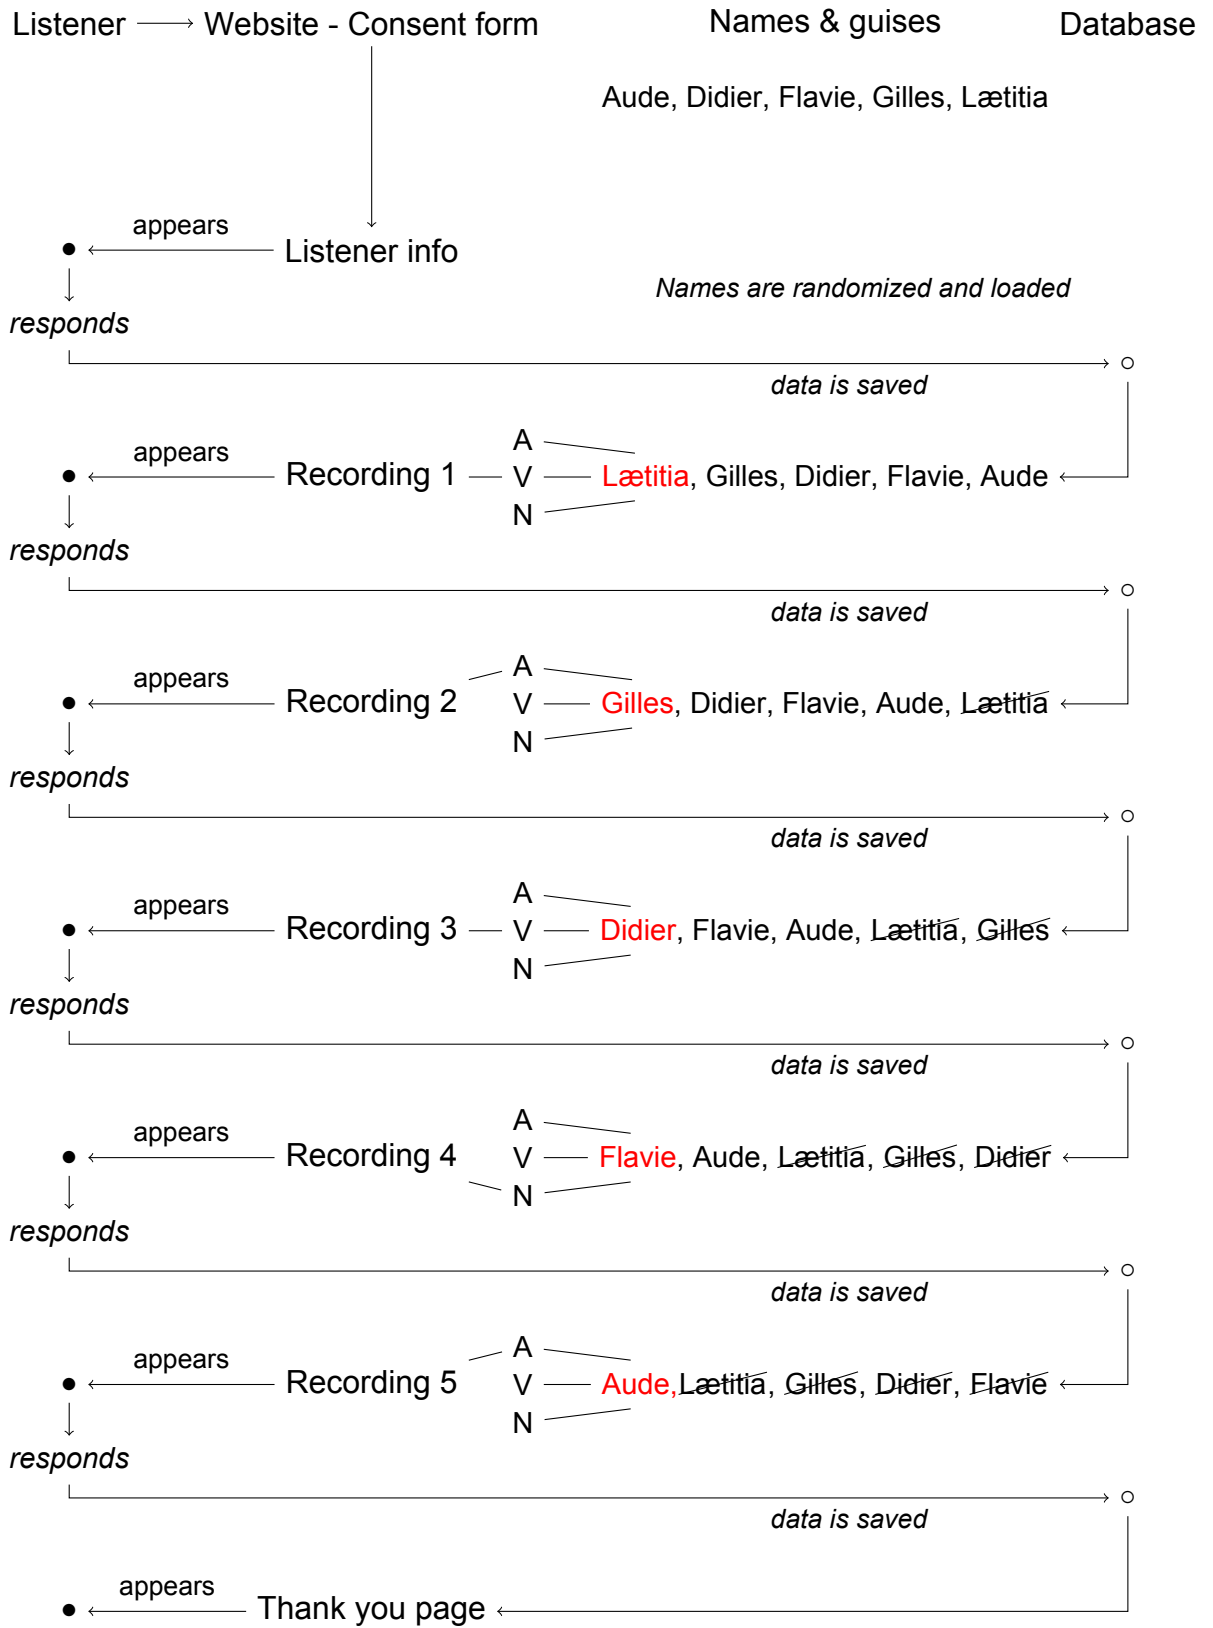 Listener Website - Consent form Names & guises Database
Aude, Didier, Flavie, Gilles, Lætitia
appears
Listener info
Names are randomized and loaded
responds
data is saved
A
appears Recording 1 V Lætitia, Gilles, Didier, Flavie, Aude
N
responds
data is saved
A
appears Recording 2 V Gilles, Didier, Flavie, Aude, Lætitia
N
responds
data is saved
A
appears Recording 3 V Didier, Flavie, Aude, Lætitia, Gilles
N
responds
data is saved
A
appears Recording 4 V Flavie, Aude, Lætitia, Gilles, Didier
N
responds
data is saved
A
appears Recording 5 V Aude,Lætitia, Gilles, Didier, Flavie
N
responds
data is saved
appears Thank you page